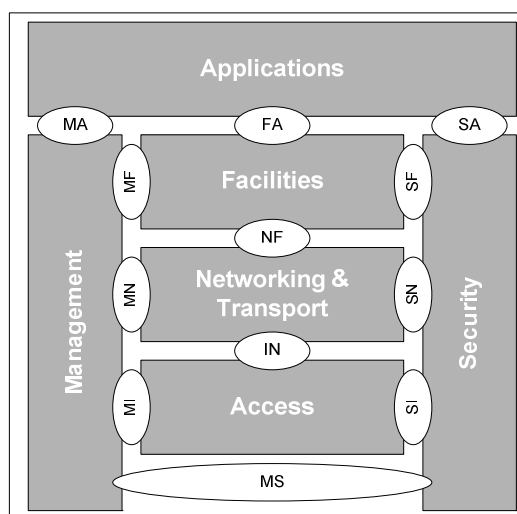 Applications
MA
FA
SA
MF
Facilities
SF
NF
Management
MN
Networking &
Transport
SN
Security
IN
MI
Access
SI
MS